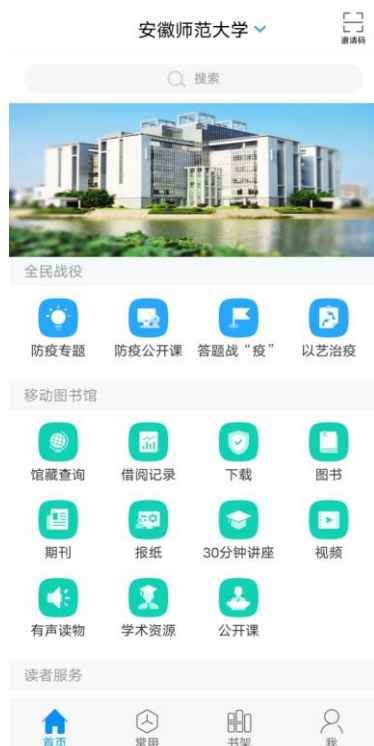 安徽师范大学
邀请码
搜索
全民战役
防疫专题 防疫公开课 答题战“疫” 以艺治疫
移动图书馆
馆藏查询 借阅记录 下载 图书
期刊 报纸 30分钟讲座 视频
有声读物 学术资源 公开课
读者服务
首页 常用 书架 我